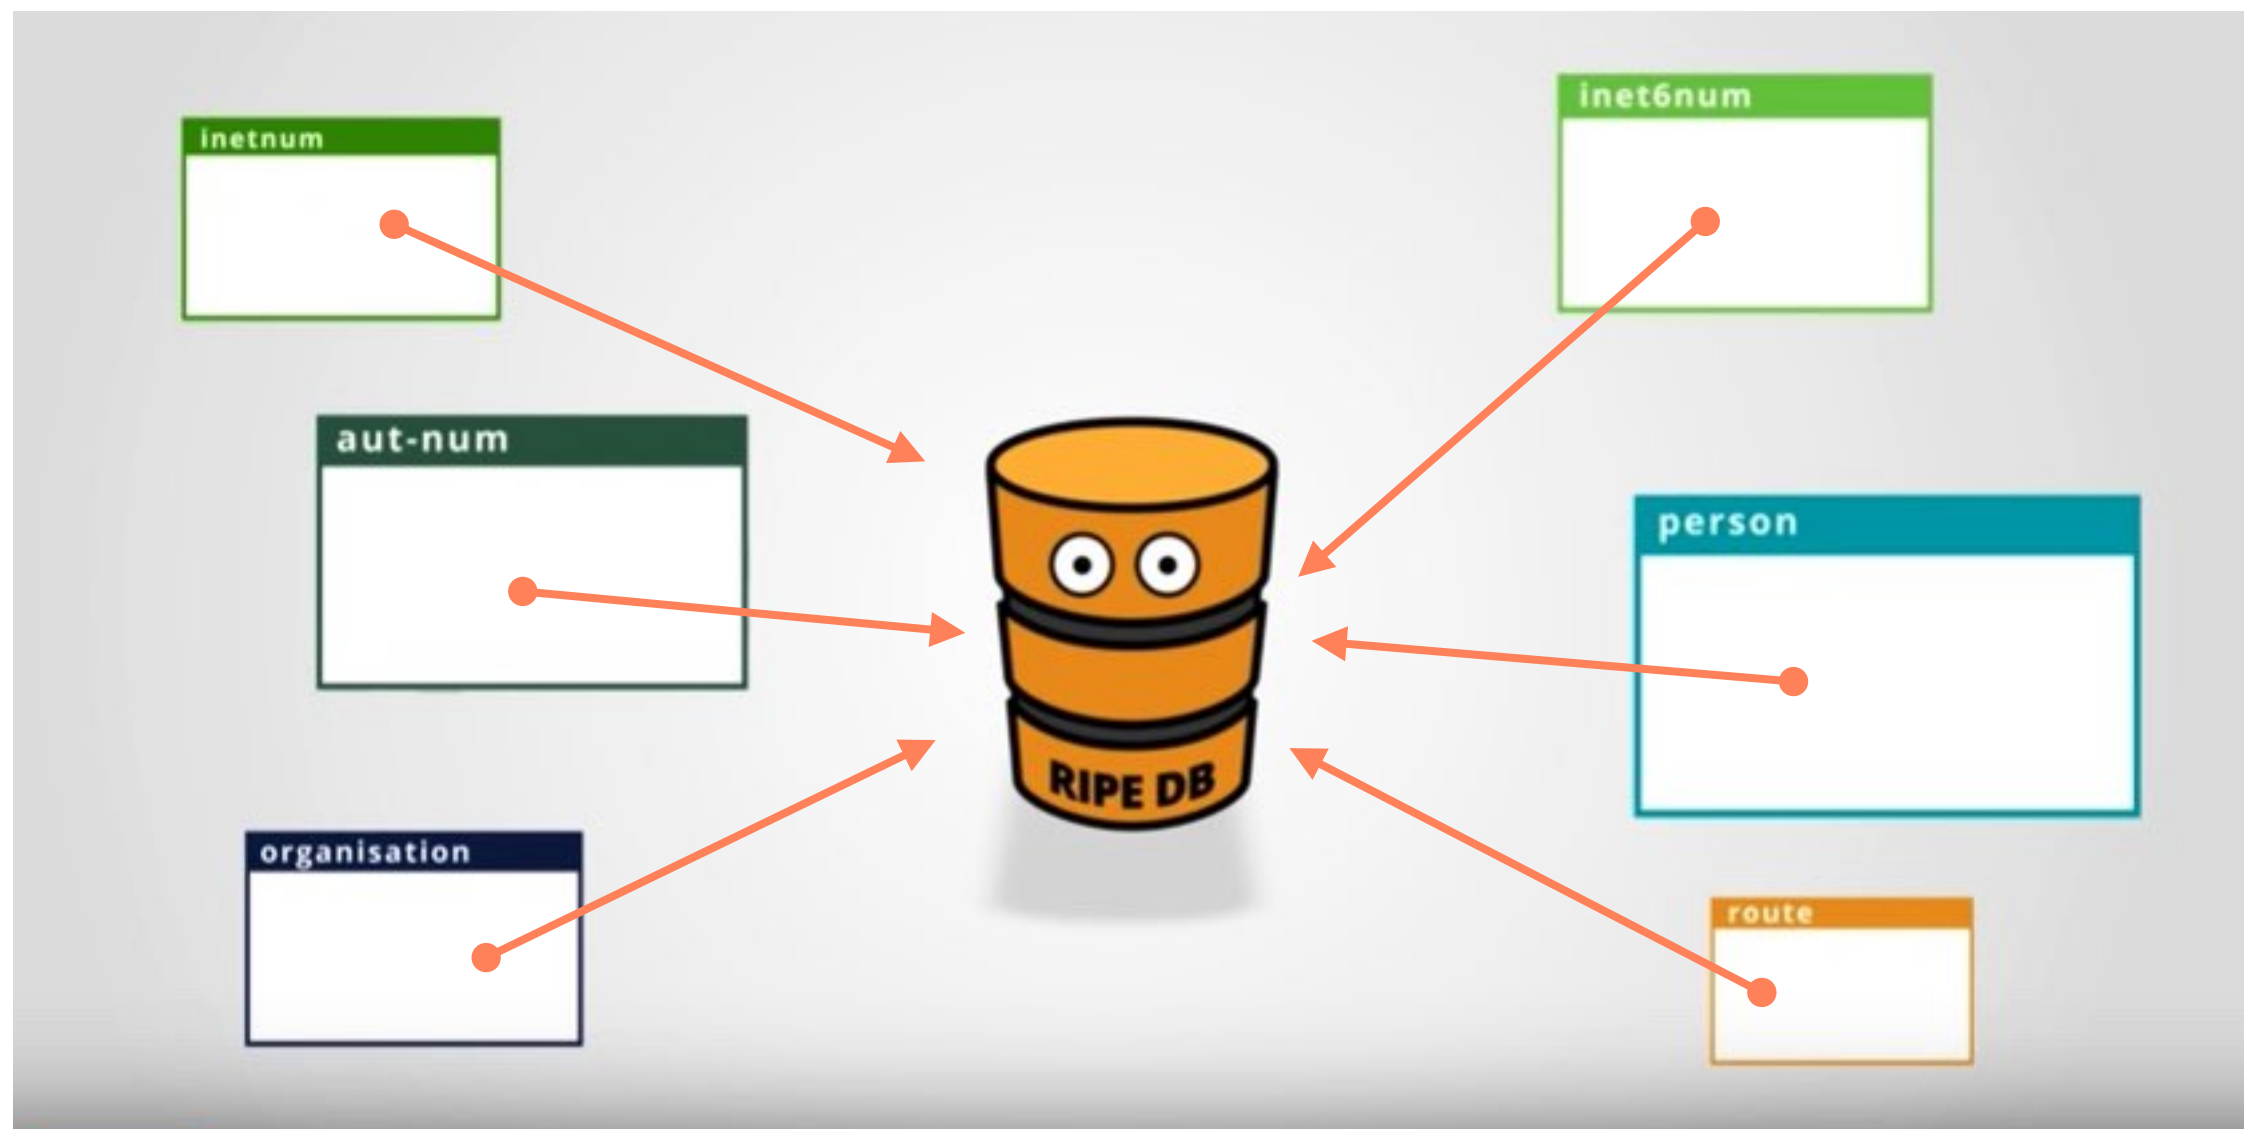 inetnum
inet6num
aut-num
person
organisation
route
RIPE DB